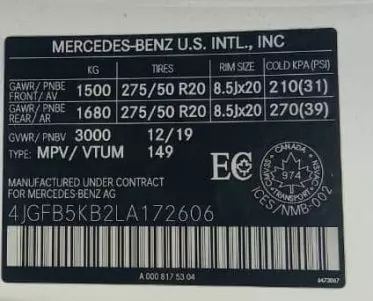 MERCEDES-BENZ U.S. INTL., INC
KG TIRES RIM SIZE COLD KPA(PSI)
GAWR/ PNBE FRONT/ AV 1500 275/50 R20 8.5Jx20 210(31)
GAWR/ PNBE REAR/ AR 1680 275/50 R20 8.5Jx20 270(39)
GVWR/ PNBV 3000 12/19
TYPE: MPV/ VTUM 149
MANUFACTURED UNDER CONTRACT
FOR MERCEDES-BENZ AG
EC
CANADA
974
TRANSPORT
ICES/NMB-002
4JGFB5KB2LA172606
A 000 817 53 04